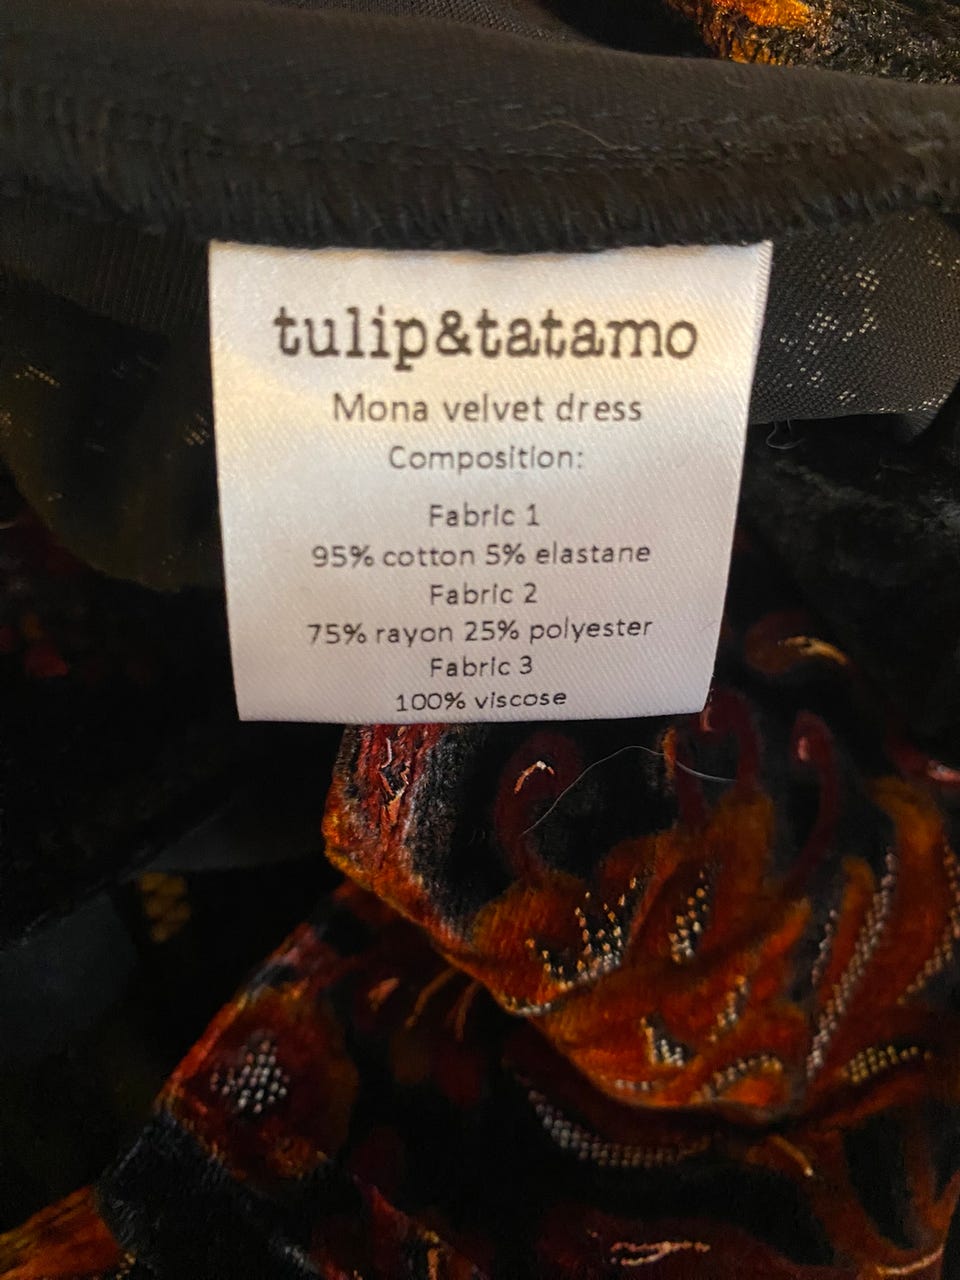 tulip&tatamo
Mona velvet dress
Composition:
Fabric 1
95% cotton 5% elastane
Fabric 2
75% rayon 25% polyester
Fabric 3
100% viscose